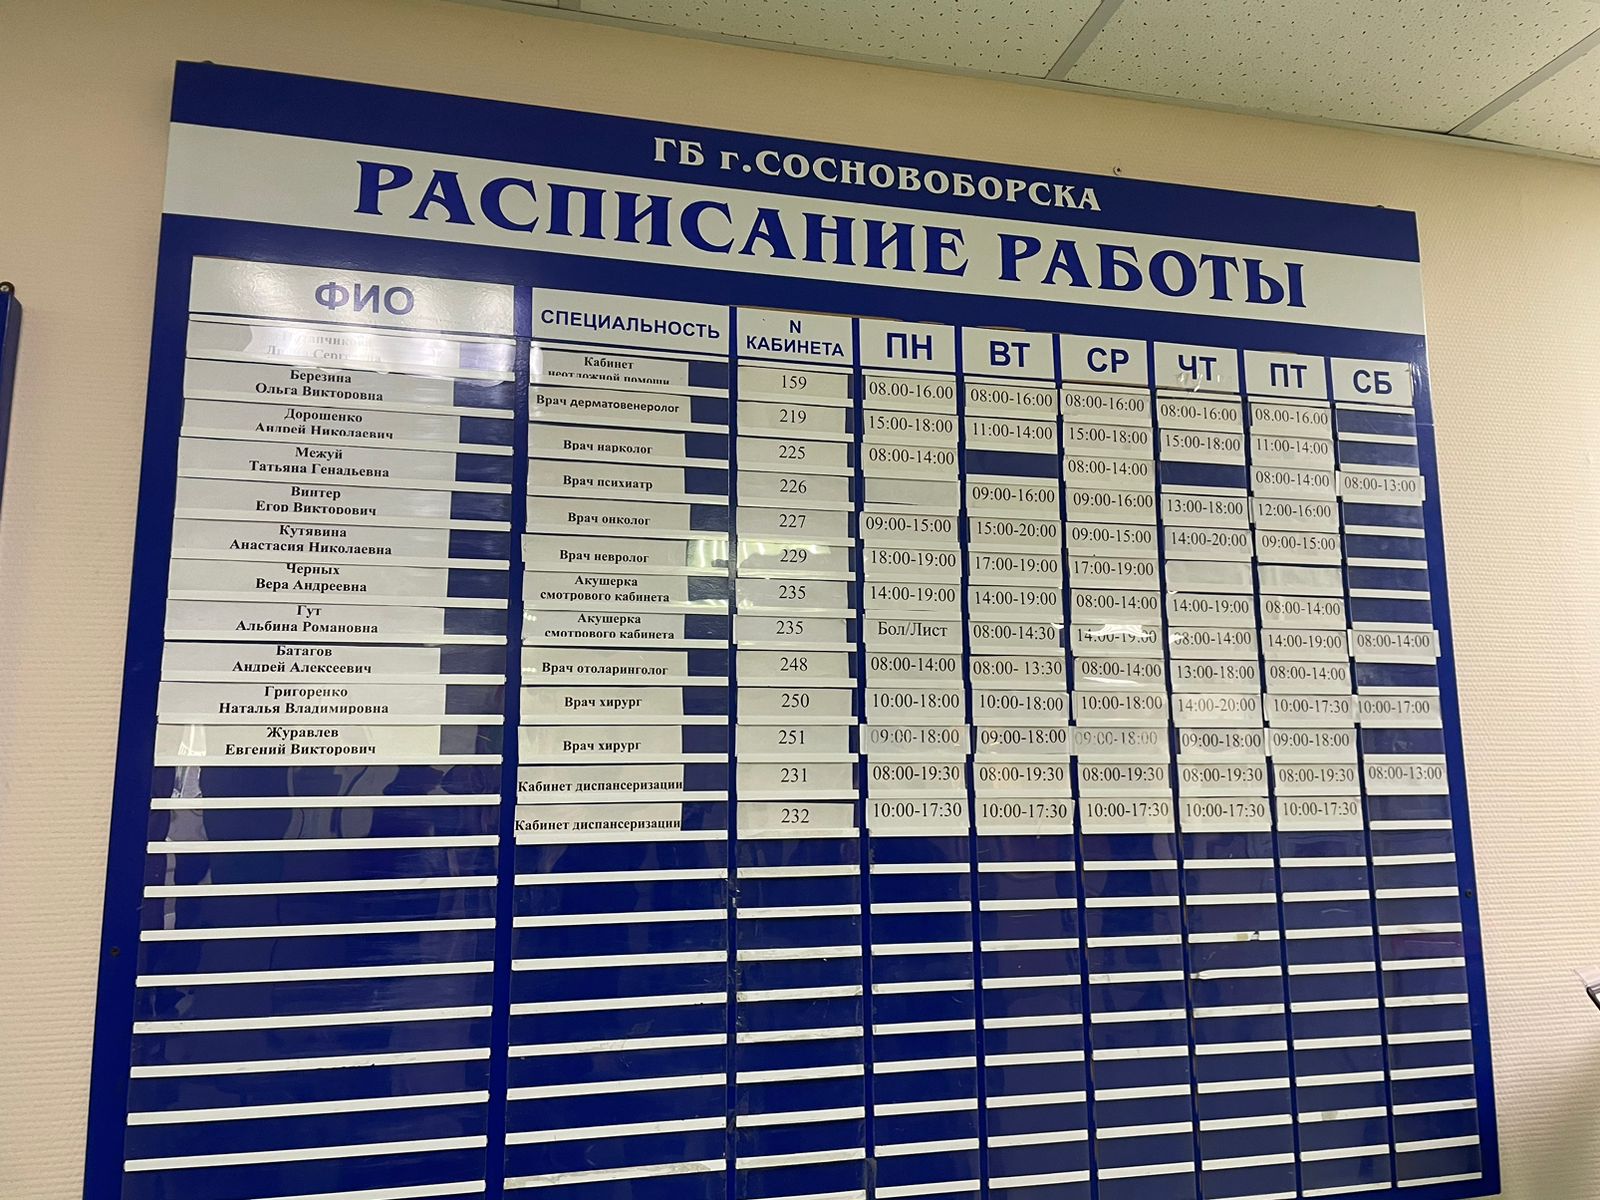 ГБ г.СОСНОВОБОРСКА
РАСПИСАНИЕ РАБОТЫ
ФИО СПЕЦИАЛЬНОСТЬ N КАБИНЕТА ПН ВТ СР ЧТ ПТ СБ
Кабинет
неотложной помощи
159 08.00-16.00 08:00-16:00 08:00-16:00 08:00-16:00 08.00-16.00
Березина
Ольга Викторовна
Врач дерматовенеролог 219 15:00-18:00 11:00-14:00 15:00-18:00 15:00-18:00 11:00-14:00
Дорошенко
Андрей Николаевич
Врач нарколог 225 08:00-14:00 08:00-14:00 08:00-14:00 08:00-13:00
Межуй
Татьяна Генадьевна
Врач психиатр 226 09:00-16:00 09:00-16:00 13:00-18:00 12:00-16:00
Винтер
Егор Викторович
Врач онколог 227 09:00-15:00 15:00-20:00 09:00-15:00 14:00-20:00 09:00-15:00
Кутявина
Анастасия Николаевна
Врач невролог 229 18:00-19:00 17:00-19:00 17:00-19:00
Черных
Вера Андреевна
Акушерка
смотрового кабинета
235 14:00-19:00 14:00-19:00 08:00-14:00 14:00-19:00 08:00-14:00
Гут
Альбина Романовна
Акушерка
смотрового кабинета
235 Бол/Лист 08:00-14:30 14:00-19:00 08:00-14:00 14:00-19:00 08:00-14:00
Батагов
Андрей Алексеевич
Врач отоларинголог 248 08:00-14:00 08:00- 13:30 08:00-14:00 13:00-18:00 08:00-14:00
Григоренко
Наталья Владимировна
Врач хирург 250 10:00-18:00 10:00-18:00 10:00-18:00 14:00-20:00 10:00-17:30 10:00-17:00
Журавлев
Евгений Викторович
Врач хирург 251 09:00-18:00 09:00-18:00 09:00-18:00 09:00-18:00 09:00-18:00
Кабинет диспансеризации 231 08:00-19:30 08:00-19:30 08:00-19:30 08:00-19:30 08:00-19:30 08:00-13:00
Кабинет диспансеризации 232 10:00-17:30 10:00-17:30 10:00-17:30 10:00-17:30 10:00-17:30